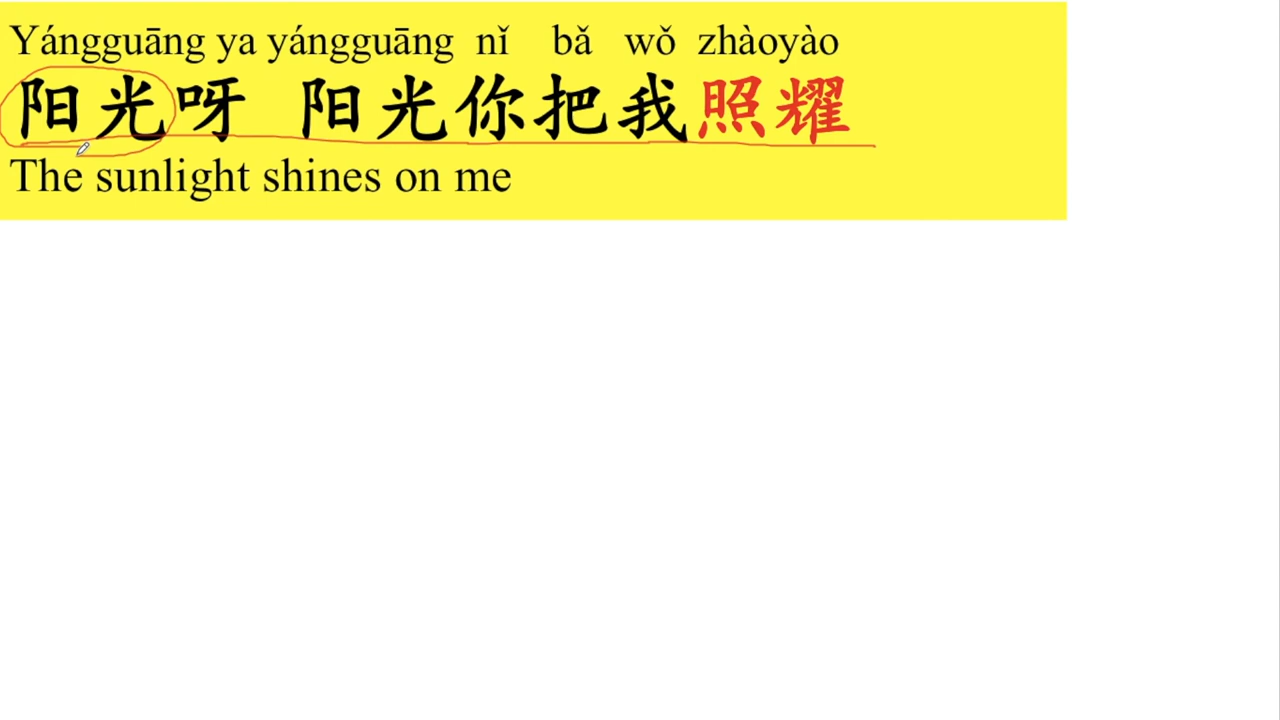 Yángguāng ya yángguāng nǐ bǎ wǒ zhàoyào
阳光呀 阳光你把我照耀
The sunlight shines on me